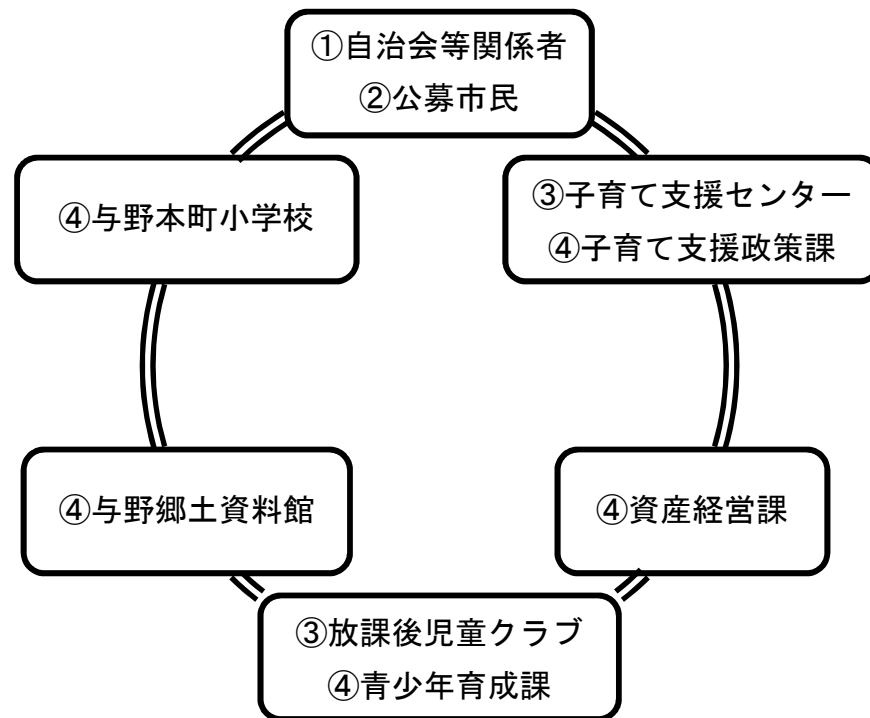 ①自治会等関係者
②公募市民
④与野本町小学校
③子育て支援センター
④子育て支援政策課
④与野郷土資料館
④資産経営課
③放課後児童クラブ
④青少年育成課